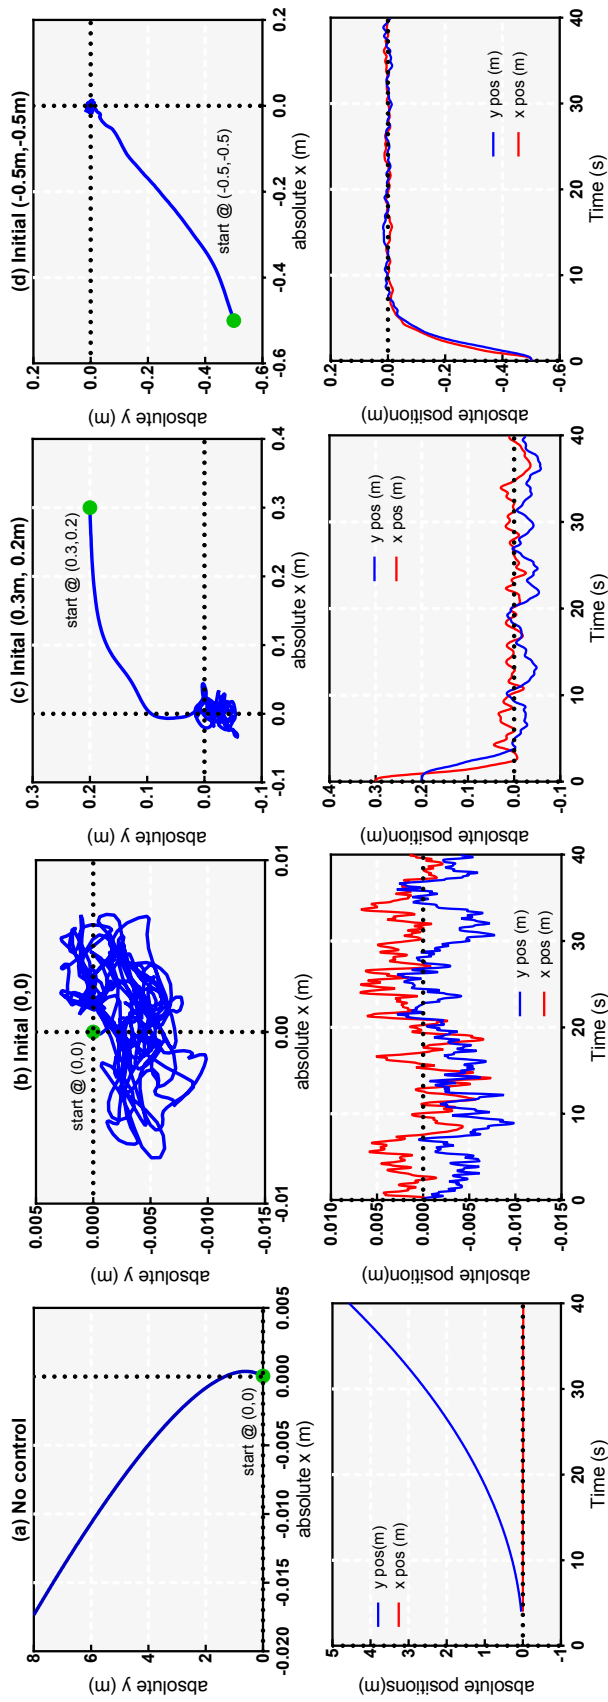 (a) No control
absolute y (m)
8
6
4
2
0
start @ (0,0)
-0.020 -0.015 -0.010 -0.005 0.000 0.005
absolute x (m)
(b) Inital (0,0)
absolute y (m)
0.005
0.000
-0.005
-0.010
-0.015
start @ (0,0)
-0.01 0.00 0.01
absolute x (m)
(c) Inital (0.3m, 0.2m)
absolute y (m)
0.3
0.2
0.1
0.0
-0.1
start @ (0.3,0.2)
-0.1 0.0 0.1 0.2 0.3 0.4
absolute x (m)
(d) Initial (-0.5m,-0.5m)
absolute y (m)
0.2
0.0
-0.2
-0.4
-0.6
start @ (-0.5,-0.5)
-0.6 -0.4 -0.2 0.0 0.2
absolute x (m)
absolute positions(m)
5
4
3
2
1
0
-1
y pos(m)
x pos (m)
0 10 20 30 40
Time (s)
absolute position(m)
0.010
0.005
0.000
-0.005
-0.010
-0.015
y pos (m)
x pos (m)
0 10 20 30 40
Time (s)
absolute position(m)
0.3
0.2
0.1
0.0
-0.1
y pos (m)
x pos (m)
0 10 20 30 40
Time (s)
absolute position(m)
0.2
0.0
-0.2
-0.4
-0.6
y pos (m)
x pos (m)
0 10 20 30 40
Time (s)